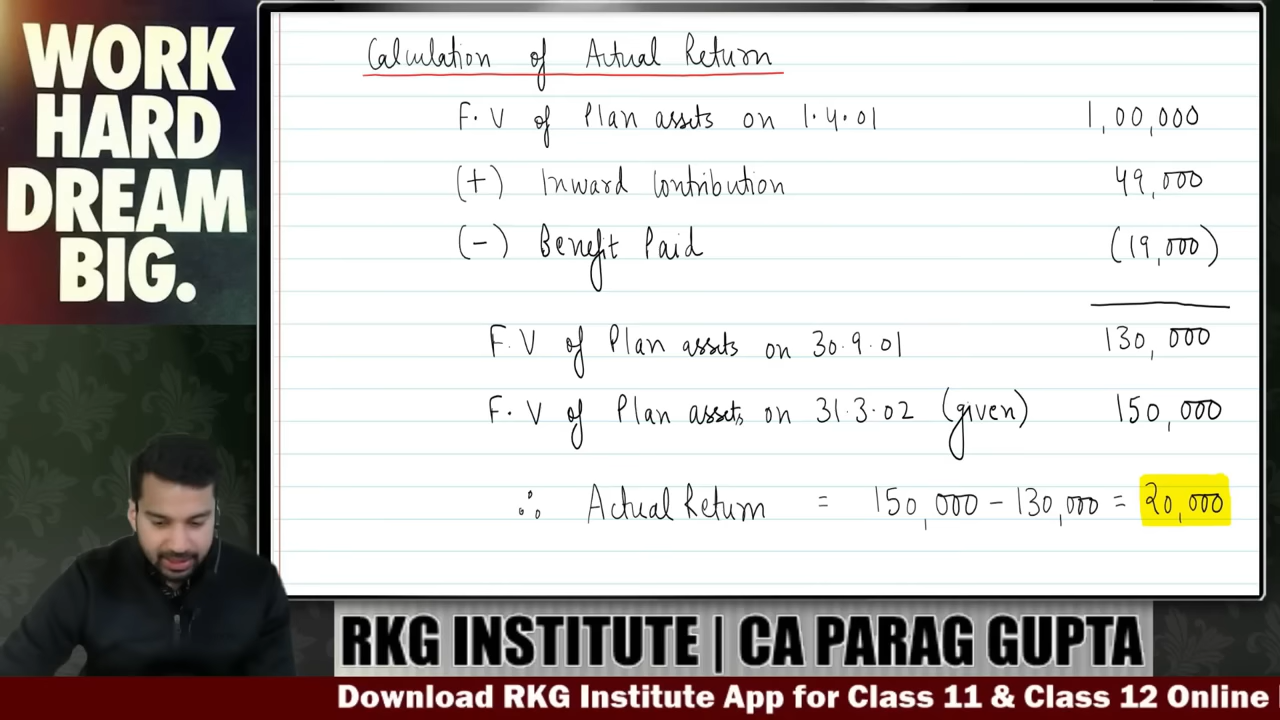 WORK
HARD
DREAM
BIG.
Calculation of Actual Return
F.V of Plan assets on 1.4.01 1,00,000
(+) Inward Contribution 49,000
(-) Benefit Paid (19,000)
F.V of Plan assets on 30.9.01 130,000
F.V of Plan assets on 31.3.02 (given) 150,000
∴ Actual Return = 150,000 - 130,000 = 20,000
RKG INSTITUTE | CA PARAG GUPTA
Download RKG Institute App for Class 11 & Class 12 Online